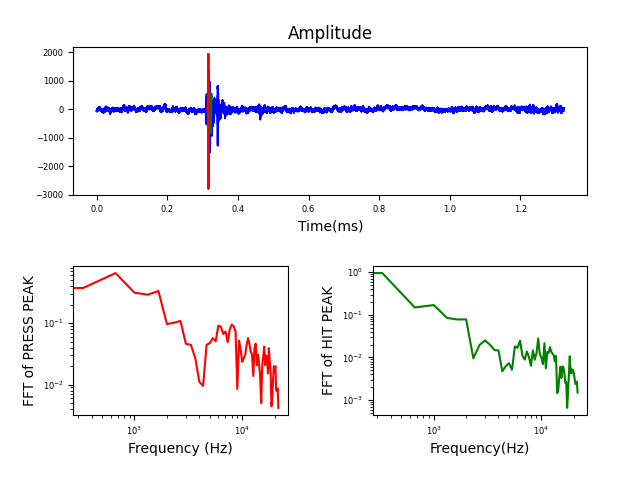 Amplitude
2000
1000
0
−1000
−2000
−3000
0.0 0.2 0.4 0.6 0.8 1.0 1.2
Time(ms)
FFT of PRESS PEAK
10⁻¹
10⁻²
10³ 10⁴
Frequency (Hz)
FFT of HIT PEAK
10⁰
10⁻¹
10⁻²
10⁻³
10³ 10⁴
Frequency(Hz)